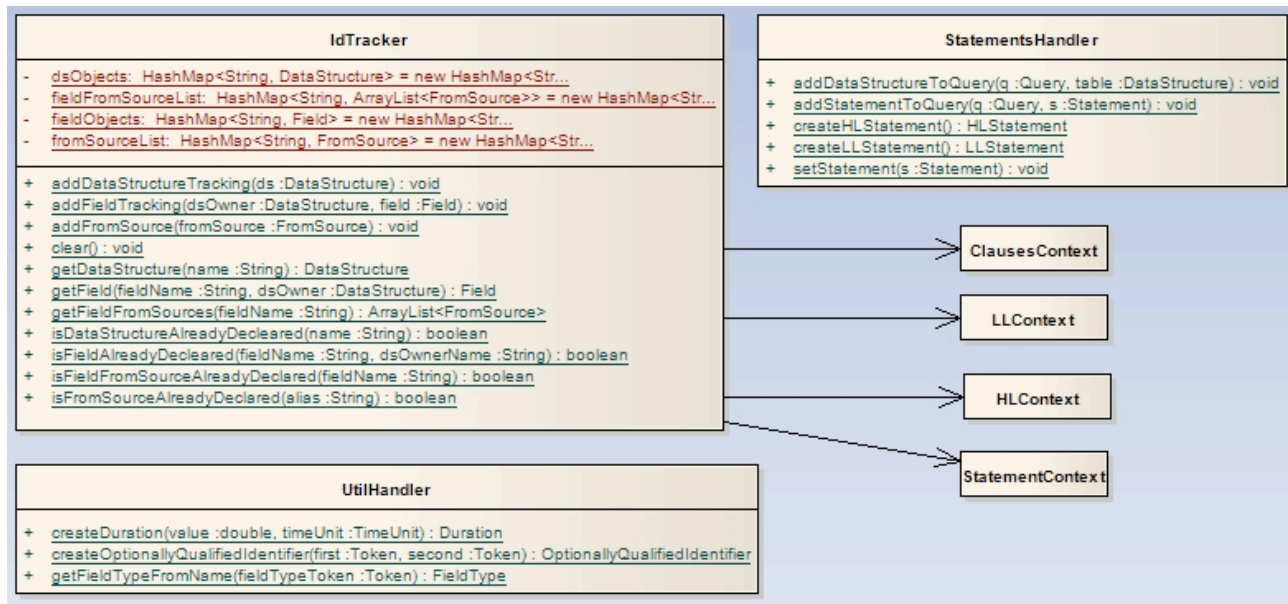 IdTracker
- dsObjects: HashMap<String, DataStructure> = new HashMap<Str...
- fieldFromSourceList: HashMap<String, ArrayList<FromSource>> = new HashMap<Str...
- fieldObjects: HashMap<String, Field> = new HashMap<Str...
- fromSourceList: HashMap<String, FromSource> = new HashMap<Str...
+ addDataStructureTracking(ds :DataStructure) : void
+ addFieldTracking(dsOwner :DataStructure, field :Field) : void
+ addFromSource(fromSource :FromSource) : void
+ clear() : void
+ getDataStructure(name :String) : DataStructure
+ getField(fieldName :String, dsOwner :DataStructure) : Field
+ getFieldFromSources(fieldName :String) : ArrayList<FromSource>
+ isDataStructureAlreadyDecleared(name :String) : boolean
+ isFieldAlreadyDecleared(fieldName :String, dsOwnerName :String) : boolean
+ isFieldFromSourceAlreadyDeclared(fieldName :String) : boolean
+ isFromSourceAlreadyDeclared(alias :String) : boolean
StatementsHandler
+ addDataStructureToQuery(q :Query, table :DataStructure) : void
+ addStatementToQuery(q :Query, s :Statement) : void
+ createHLStatement() : HLStatement
+ createLLStatement() : LLStatement
+ setStatement(s :Statement) : void
ClausesContext
LLContext
HLContext
StatementContext
UtilHandler
+ createDuration(value :double, timeUnit :TimeUnit) : Duration
+ createOptionallyQualifiedIdentifier(first :Token, second :Token) : OptionallyQualifiedIdentifier
+ getFieldTypeFromName(fieldTypeToken :Token) : FieldType